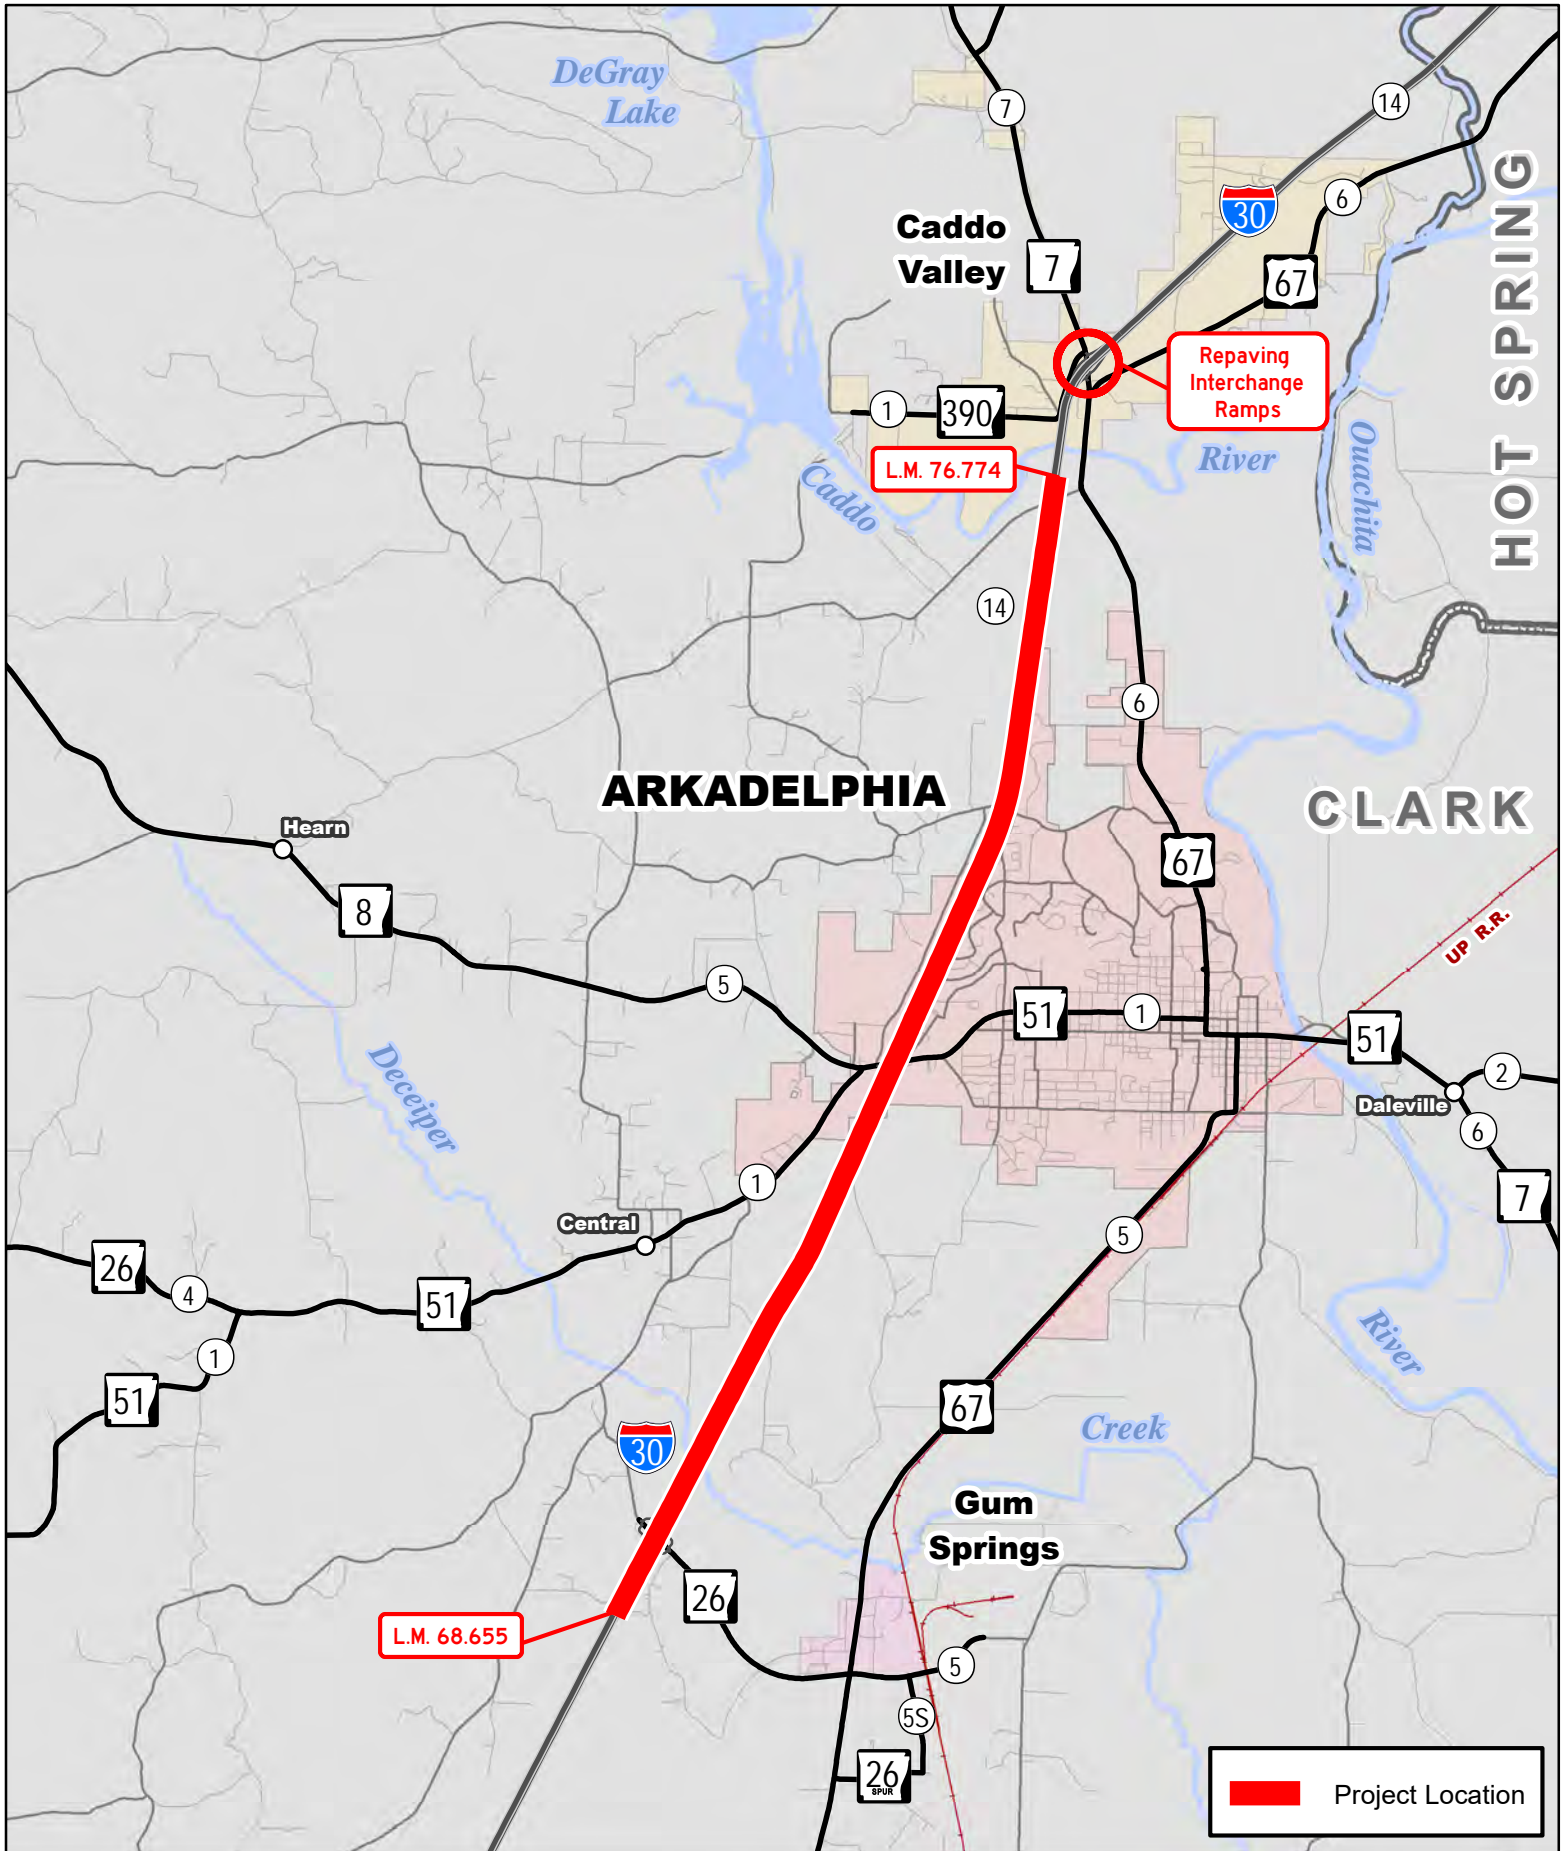 DeGray
Lake
7
14
HOT SPRING
30
6
Caddo
Valley
7
67
Repaving
Interchange
Ramps
1
390
L.M. 76.774
River
Caddo
Ouachita
14
6
ARKADELPHIA
CLARK
Hearn
67
8
UP R.R.
5
51
1
51
Deceiper
2
Daleville
6
1
7
Central
5
26
4
51
1
River
51
67
Creek
30
Gum
Springs
26
L.M. 68.655
5
5S
26
SPUR
Project Location